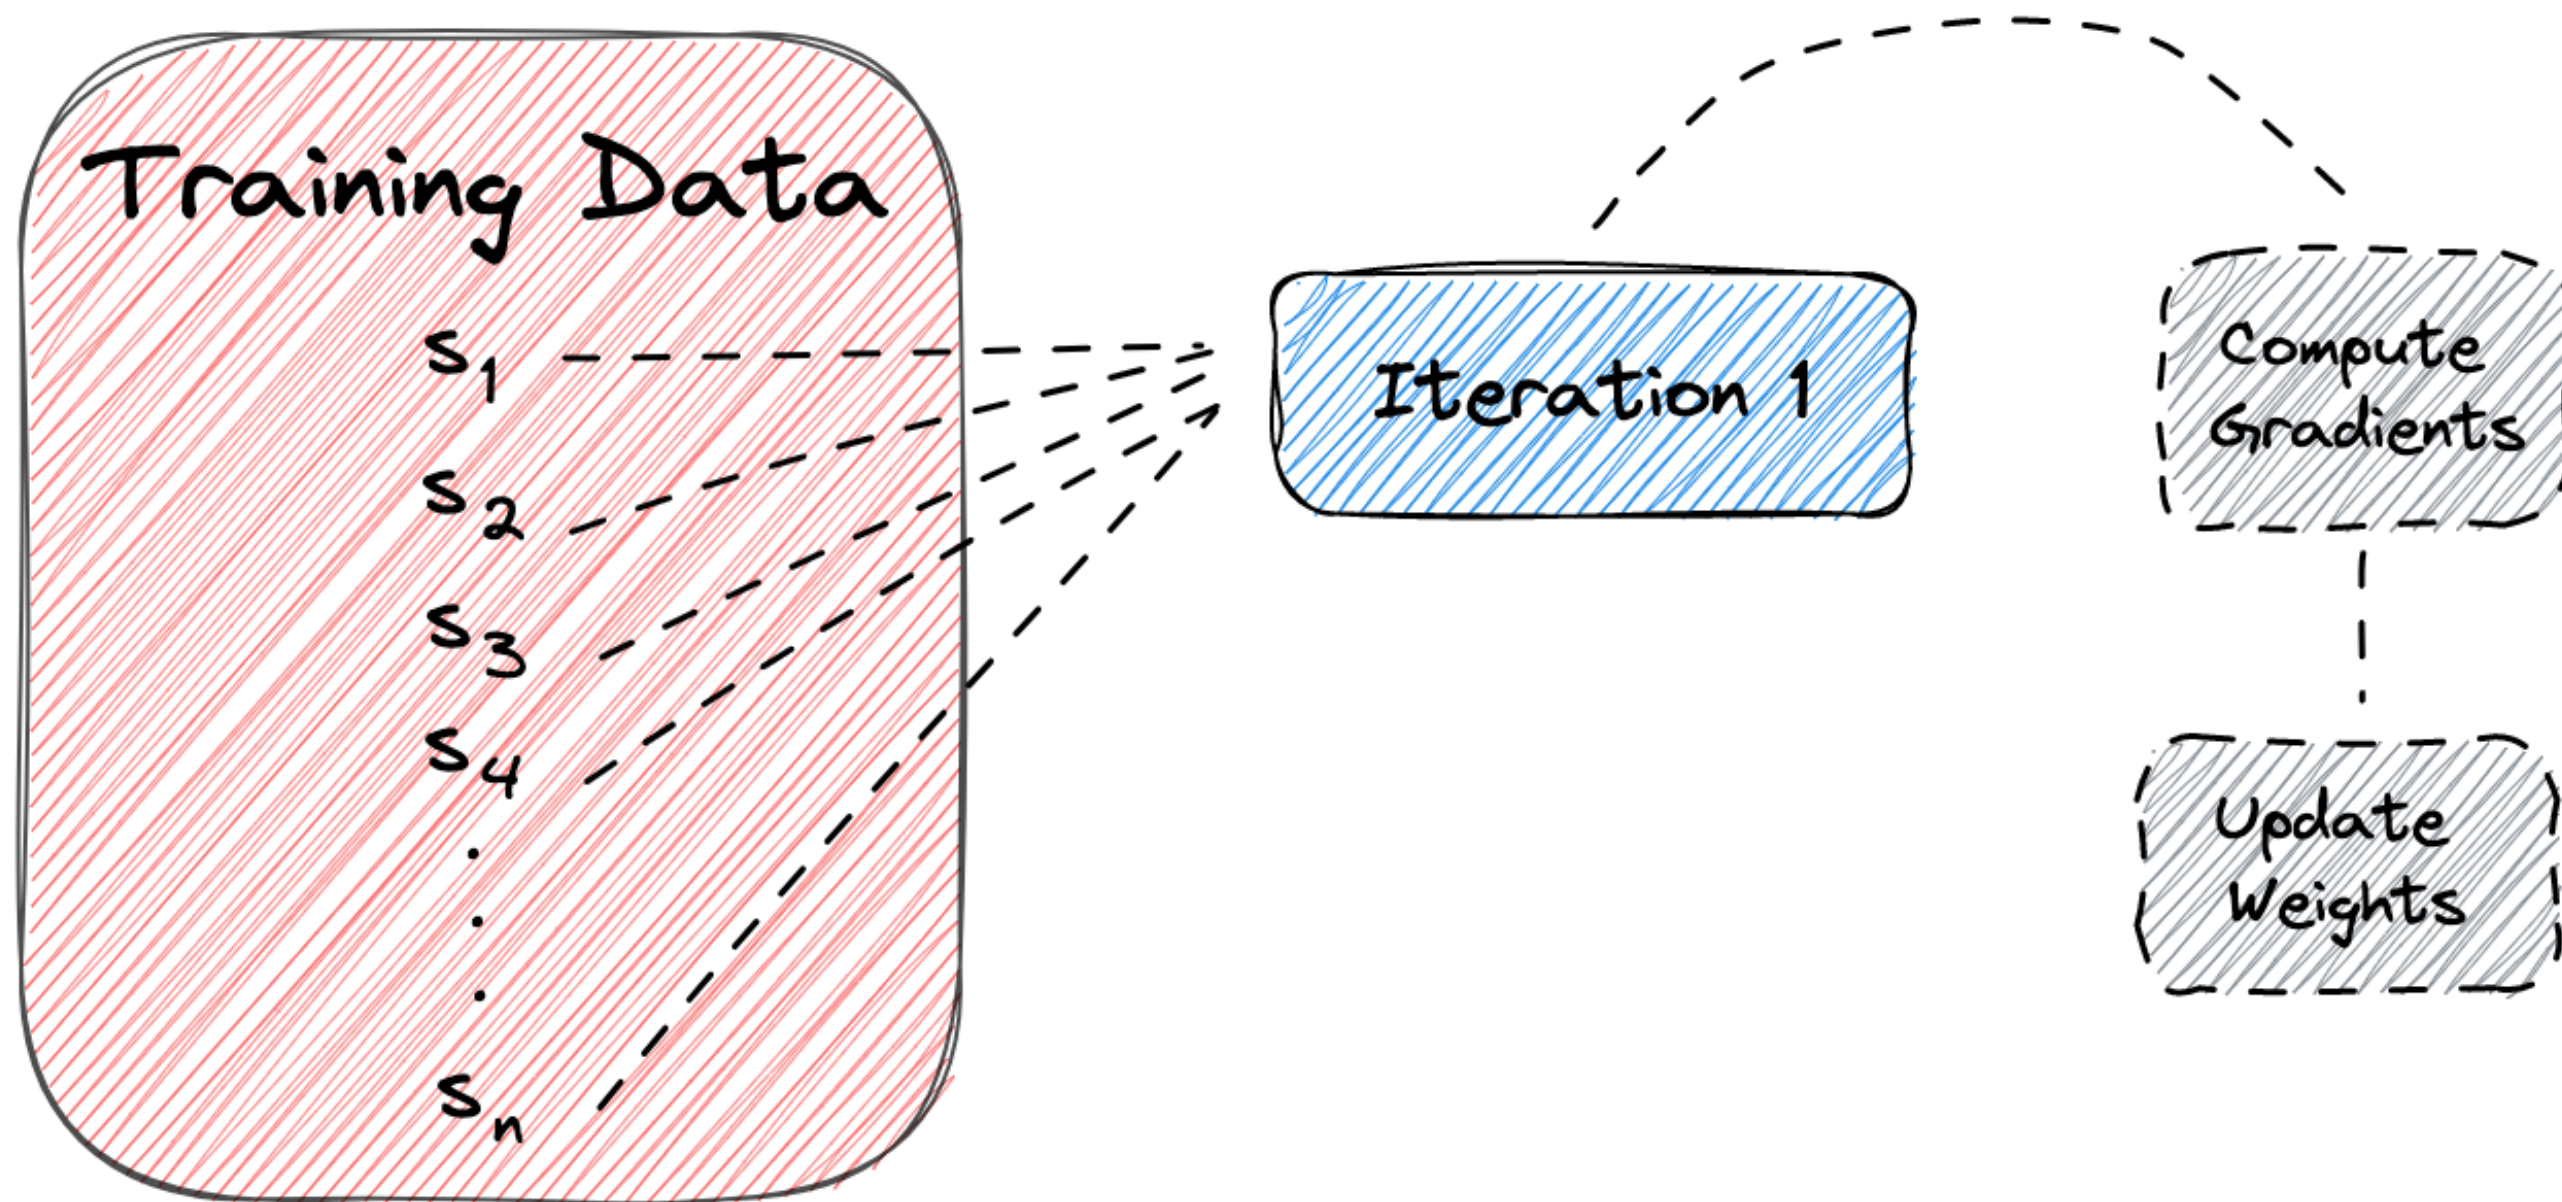 Training Data
s1
s2
s3
s4
.
.
.
sn
Iteration 1
Compute
Gradients
Update
Weights